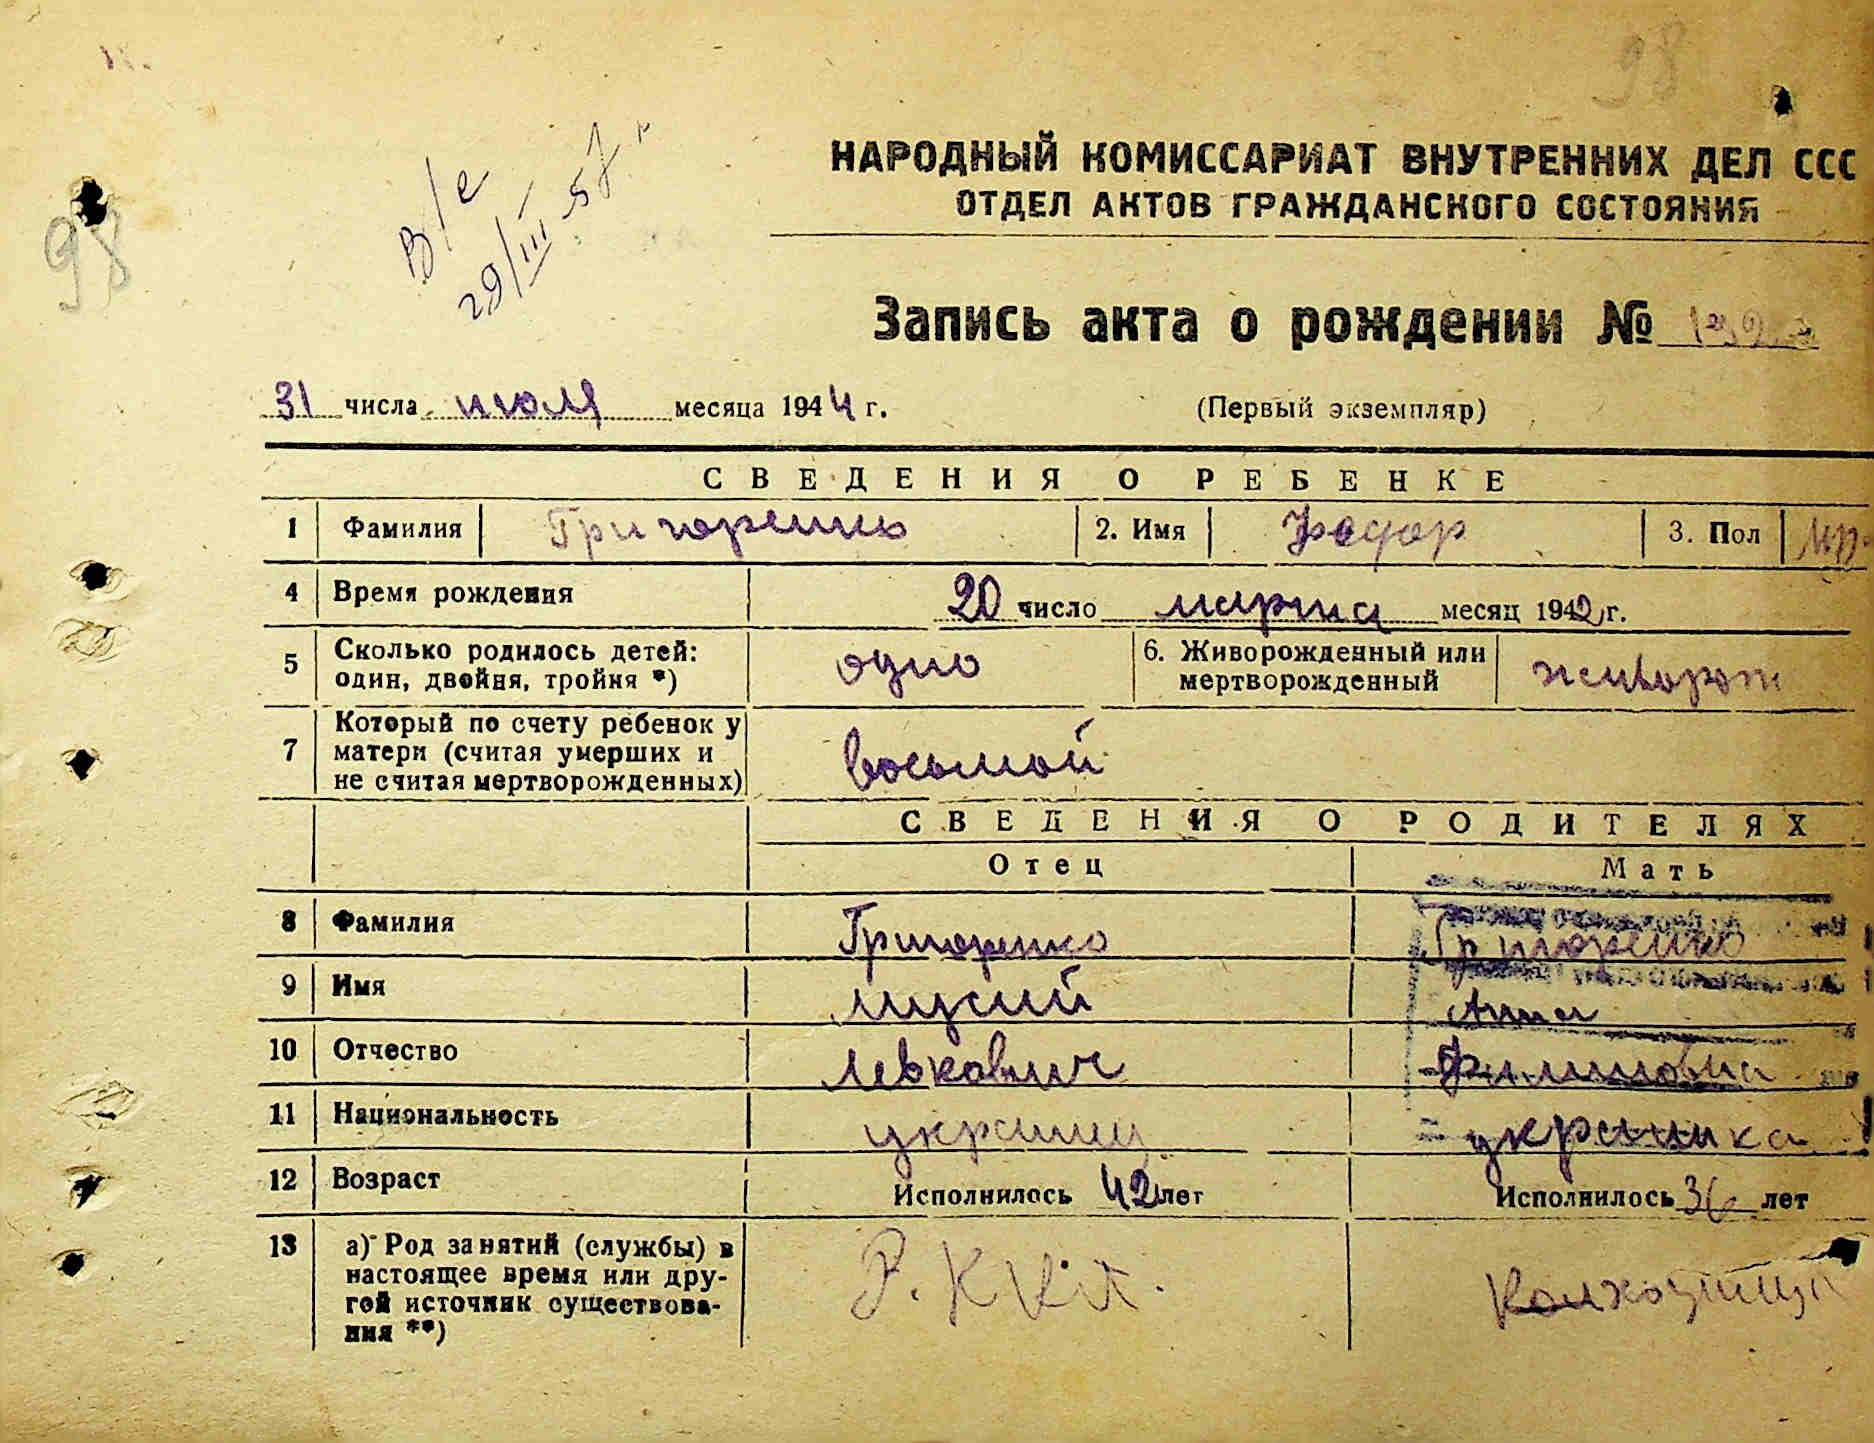 98
98
В/е
29/III-57 г
НАРОДНЫЙ КОМИССАРИАТ ВНУТРЕННИХ ДЕЛ ССС
ОТДЕЛ АКТОВ ГРАЖДАНСКОГО СОСТОЯНИЯ
Запись акта о рождении №
31 числа июля месяца 1944 г. (Первый экземпляр)
СВЕДЕНИЯ О РЕБЕНКЕ
1 Фамилия Григоренко 2. Имя Федор 3. Пол
4 Время рождения 20 число марта месяц 1942 г.
5 Сколько родилось детей: один, двойня, тройня *) одно 6. Живорожденный или мертворожденный живорож
7 Который по счету ребенок у матери (считая умерших и не считая мертворожденных) восьмой
СВЕДЕНИЯ О РОДИТЕЛЯХ
Отец Мать
8 Фамилия Григоренко Григоренко
9 Имя Мусий Анна
10 Отчество Левкович Филиповна
11 Национальность украинец украинка
12 Возраст Исполнилось 42 лет Исполнилось 36 лет
13 а) Род занятий (службы) в настоящее время или другой источник существования **) Р.К.К.А. колхозница